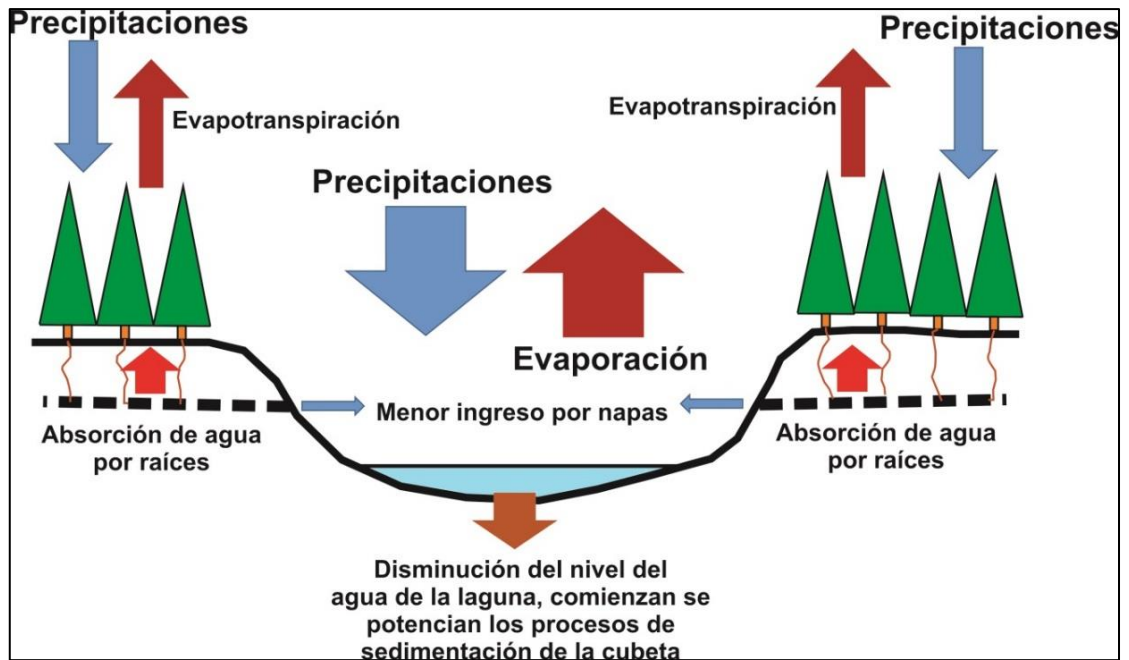 Precipitaciones
Precipitaciones
Evapotranspiración
Evapotranspiración
Precipitaciones
Evaporación
Menor ingreso por napas
Absorción de agua
por raíces
Absorción de agua
por raíces
Disminución del nivel del
agua de la laguna, comienzan se
potencian los procesos de
sedimentación de la cubeta